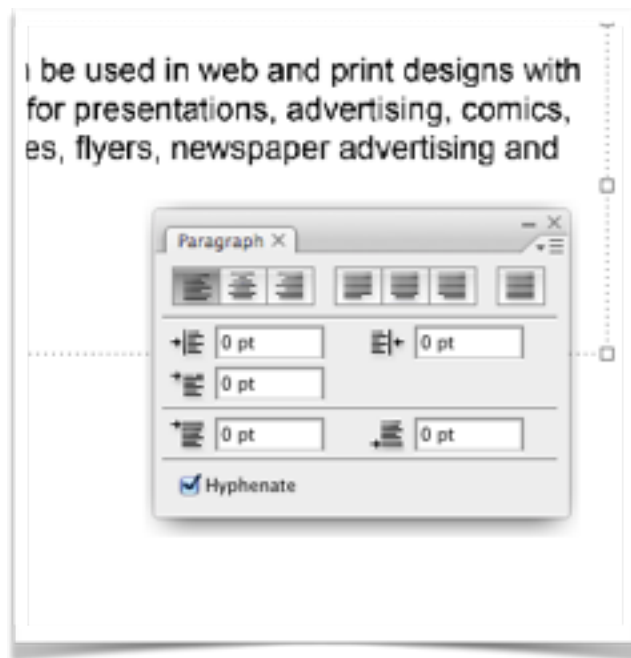 be used in web and print designs with
for presentations, advertising, comics,
es, flyers, newspaper advertising and
Paragraph
0 pt
0 pt
0 pt
0 pt
0 pt
Hyphenate